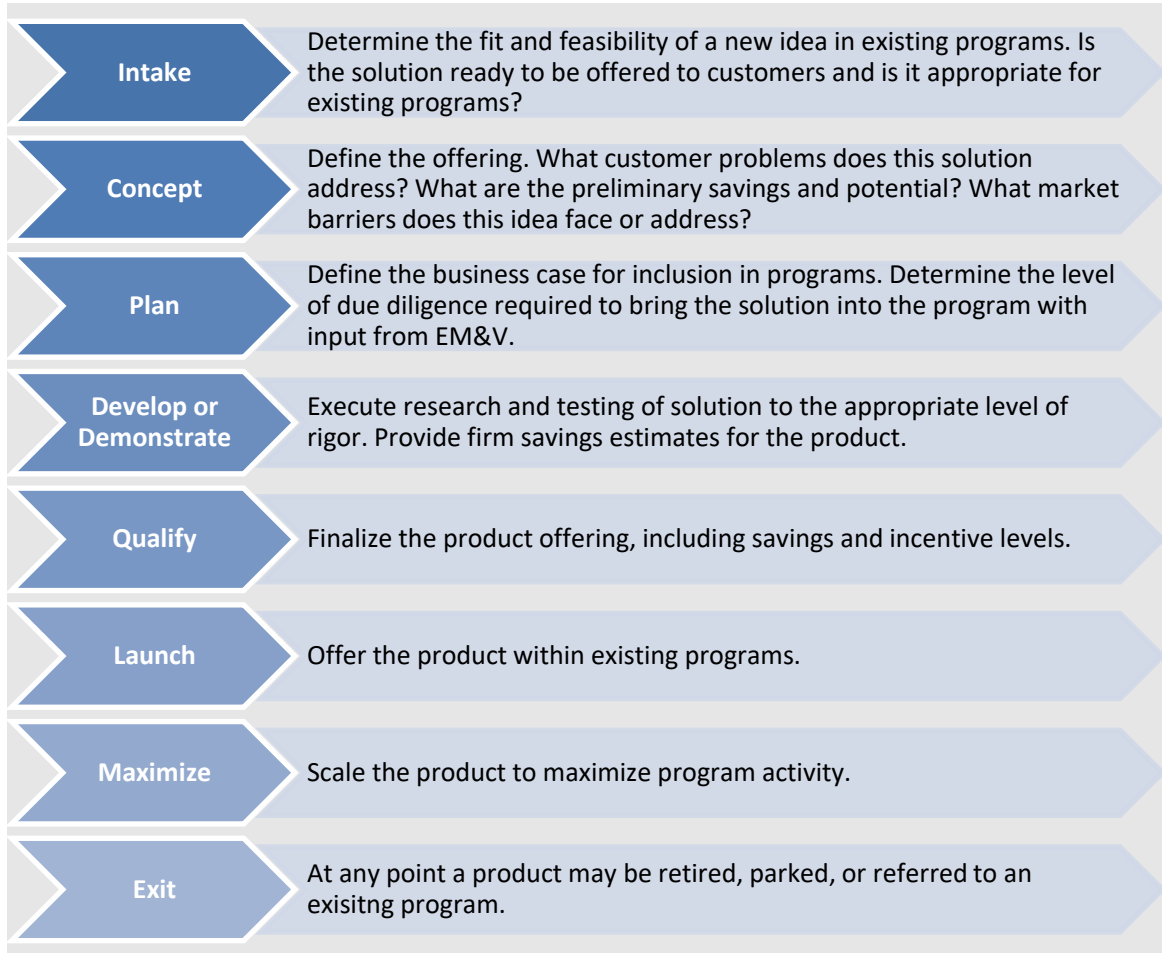 Intake
Determine the fit and feasibility of a new idea in existing programs. Is
the solution ready to be offered to customers and is it appropriate for
existing programs?
Concept
Define the offering. What customer problems does this solution
address? What are the preliminary savings and potential? What market
barriers does this idea face or address?
Plan
Define the business case for inclusion in programs. Determine the level
of due diligence required to bring the solution into the program with
input from EM&V.
Develop or
Demonstrate
Execute research and testing of solution to the appropriate level of
rigor. Provide firm savings estimates for the product.
Qualify
Finalize the product offering, including savings and incentive levels.
Launch
Offer the product within existing programs.
Maximize
Scale the product to maximize program activity.
Exit
At any point a product may be retired, parked, or referred to an
exisitng program.